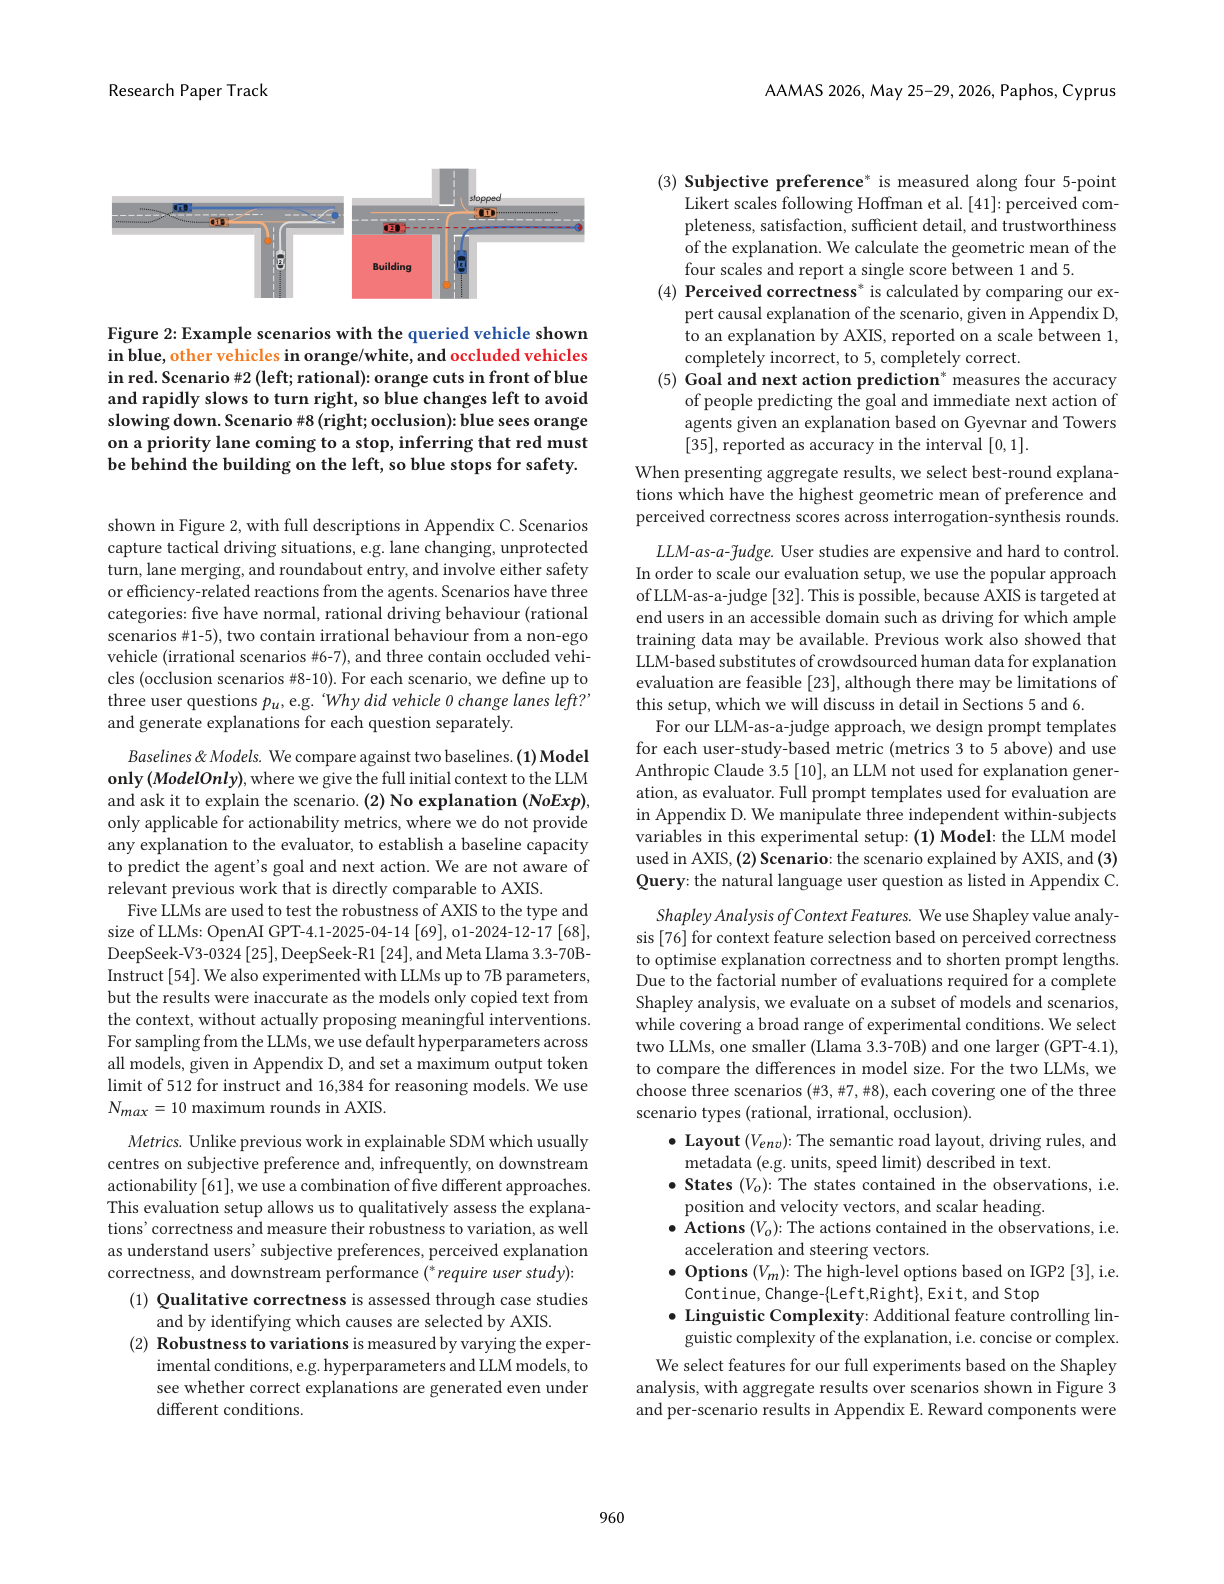 Research Paper Track
AAMAS 2026, May 25–29, 2026, Paphos, Cyprus
stopped
Building
Figure 2: Example scenarios with the queried vehicle shown
in blue, other vehicles in orange/white, and occluded vehicles
in red. Scenario #2 (left; rational): orange cuts in front of blue
and rapidly slows to turn right, so blue changes left to avoid
slowing down. Scenario #8 (right; occlusion): blue sees orange
on a priority lane coming to a stop, inferring that red must
be behind the building on the left, so blue stops for safety.
shown in Figure 2, with full descriptions in Appendix C. Scenarios
capture tactical driving situations, e.g. lane changing, unprotected
turn, lane merging, and roundabout entry, and involve either safety
or efficiency-related reactions from the agents. Scenarios have three
categories: five have normal, rational driving behaviour (rational
scenarios #1-5), two contain irrational behaviour from a non-ego
vehicle (irrational scenarios #6-7), and three contain occluded vehi-
cles (occlusion scenarios #8-10). For each scenario, we define up to
three user questions pᵤ, e.g. ‘Why did vehicle 0 change lanes left?’
and generate explanations for each question separately.
Baselines & Models. We compare against two baselines. (1) Model
only (ModelOnly), where we give the full initial context to the LLM
and ask it to explain the scenario. (2) No explanation (NoExp),
only applicable for actionability metrics, where we do not provide
any explanation to the evaluator, to establish a baseline capacity
to predict the agent’s goal and next action. We are not aware of
relevant previous work that is directly comparable to AXIS.
Five LLMs are used to test the robustness of AXIS to the type and
size of LLMs: OpenAI GPT-4.1-2025-04-14 [69], o1-2024-12-17 [68],
DeepSeek-V3-0324 [25], DeepSeek-R1 [24], and Meta Llama 3.3-70B-
Instruct [54]. We also experimented with LLMs up to 7B parameters,
but the results were inaccurate as the models only copied text from
the context, without actually proposing meaningful interventions.
For sampling from the LLMs, we use default hyperparameters across
all models, given in Appendix D, and set a maximum output token
limit of 512 for instruct and 16,384 for reasoning models. We use
Nmax = 10 maximum rounds in AXIS.
Metrics. Unlike previous work in explainable SDM which usually
centres on subjective preference and, infrequently, on downstream
actionability [61], we use a combination of five different approaches.
This evaluation setup allows us to qualitatively assess the explana-
tions’ correctness and measure their robustness to variation, as well
as understand users’ subjective preferences, perceived explanation
correctness, and downstream performance (*require user study):
(1) Qualitative correctness is assessed through case studies
and by identifying which causes are selected by AXIS.
(2) Robustness to variations is measured by varying the exper-
imental conditions, e.g. hyperparameters and LLM models, to
see whether correct explanations are generated even under
different conditions.
(3) Subjective preference* is measured along four 5-point
Likert scales following Hoffman et al. [41]: perceived com-
pleteness, satisfaction, sufficient detail, and trustworthiness
of the explanation. We calculate the geometric mean of the
four scales and report a single score between 1 and 5.
(4) Perceived correctness* is calculated by comparing our ex-
pert causal explanation of the scenario, given in Appendix D,
to an explanation by AXIS, reported on a scale between 1,
completely incorrect, to 5, completely correct.
(5) Goal and next action prediction* measures the accuracy
of people predicting the goal and immediate next action of
agents given an explanation based on Gyevnar and Towers
[35], reported as accuracy in the interval [0, 1].
When presenting aggregate results, we select best-round explana-
tions which have the highest geometric mean of preference and
perceived correctness scores across interrogation-synthesis rounds.
LLM-as-a-Judge. User studies are expensive and hard to control.
In order to scale our evaluation setup, we use the popular approach
of LLM-as-a-judge [32]. This is possible, because AXIS is targeted at
end users in an accessible domain such as driving for which ample
training data may be available. Previous work also showed that
LLM-based substitutes of crowdsourced human data for explanation
evaluation are feasible [23], although there may be limitations of
this setup, which we will discuss in detail in Sections 5 and 6.
For our LLM-as-a-judge approach, we design prompt templates
for each user-study-based metric (metrics 3 to 5 above) and use
Anthropic Claude 3.5 [10], an LLM not used for explanation gener-
ation, as evaluator. Full prompt templates used for evaluation are
in Appendix D. We manipulate three independent within-subjects
variables in this experimental setup: (1) Model: the LLM model
used in AXIS, (2) Scenario: the scenario explained by AXIS, and (3)
Query: the natural language user question as listed in Appendix C.
Shapley Analysis of Context Features. We use Shapley value analy-
sis [76] for context feature selection based on perceived correctness
to optimise explanation correctness and to shorten prompt lengths.
Due to the factorial number of evaluations required for a complete
Shapley analysis, we evaluate on a subset of models and scenarios,
while covering a broad range of experimental conditions. We select
two LLMs, one smaller (Llama 3.3-70B) and one larger (GPT-4.1),
to compare the differences in model size. For the two LLMs, we
choose three scenarios (#3, #7, #8), each covering one of the three
scenario types (rational, irrational, occlusion).
• Layout (Venv): The semantic road layout, driving rules, and
metadata (e.g. units, speed limit) described in text.
• States (Vo): The states contained in the observations, i.e.
position and velocity vectors, and scalar heading.
• Actions (Vo): The actions contained in the observations, i.e.
acceleration and steering vectors.
• Options (Vm): The high-level options based on IGP2 [3], i.e.
Continue, Change-{Left,Right}, Exit, and Stop
• Linguistic Complexity: Additional feature controlling lin-
guistic complexity of the explanation, i.e. concise or complex.
We select features for our full experiments based on the Shapley
analysis, with aggregate results over scenarios shown in Figure 3
and per-scenario results in Appendix E. Reward components were
960